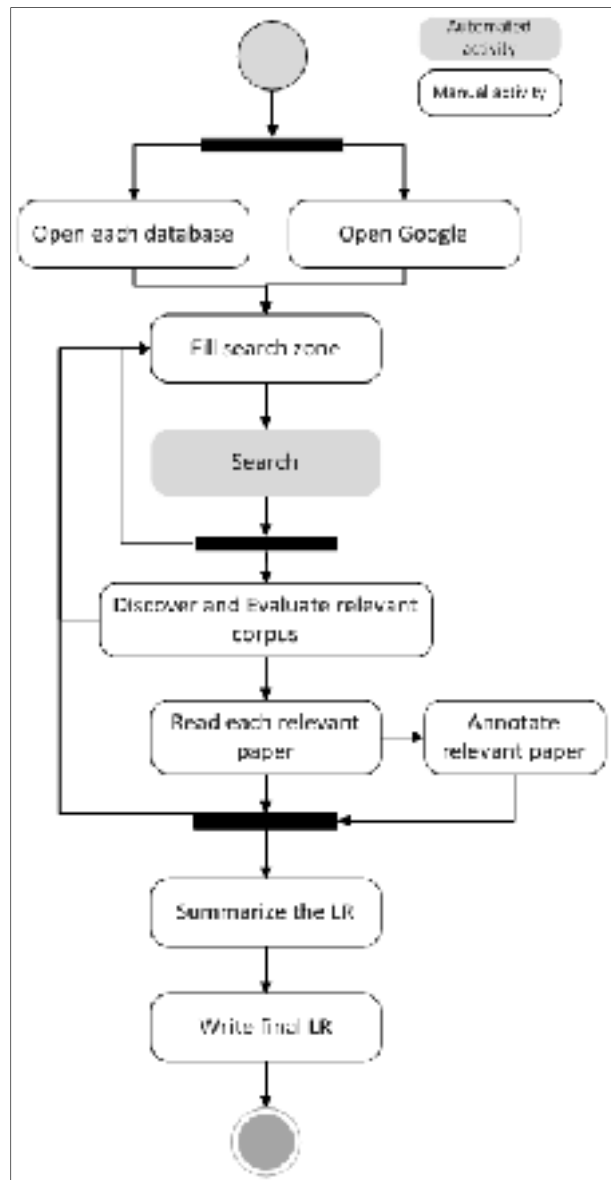 Automated
activity
Manual activity
Open each database
Open Google
Fill search zone
Search
Discover and Evaluate relevant
corpus
Read each relevant
paper
Annotate
relevant paper
Summarize the LR
Write final LR